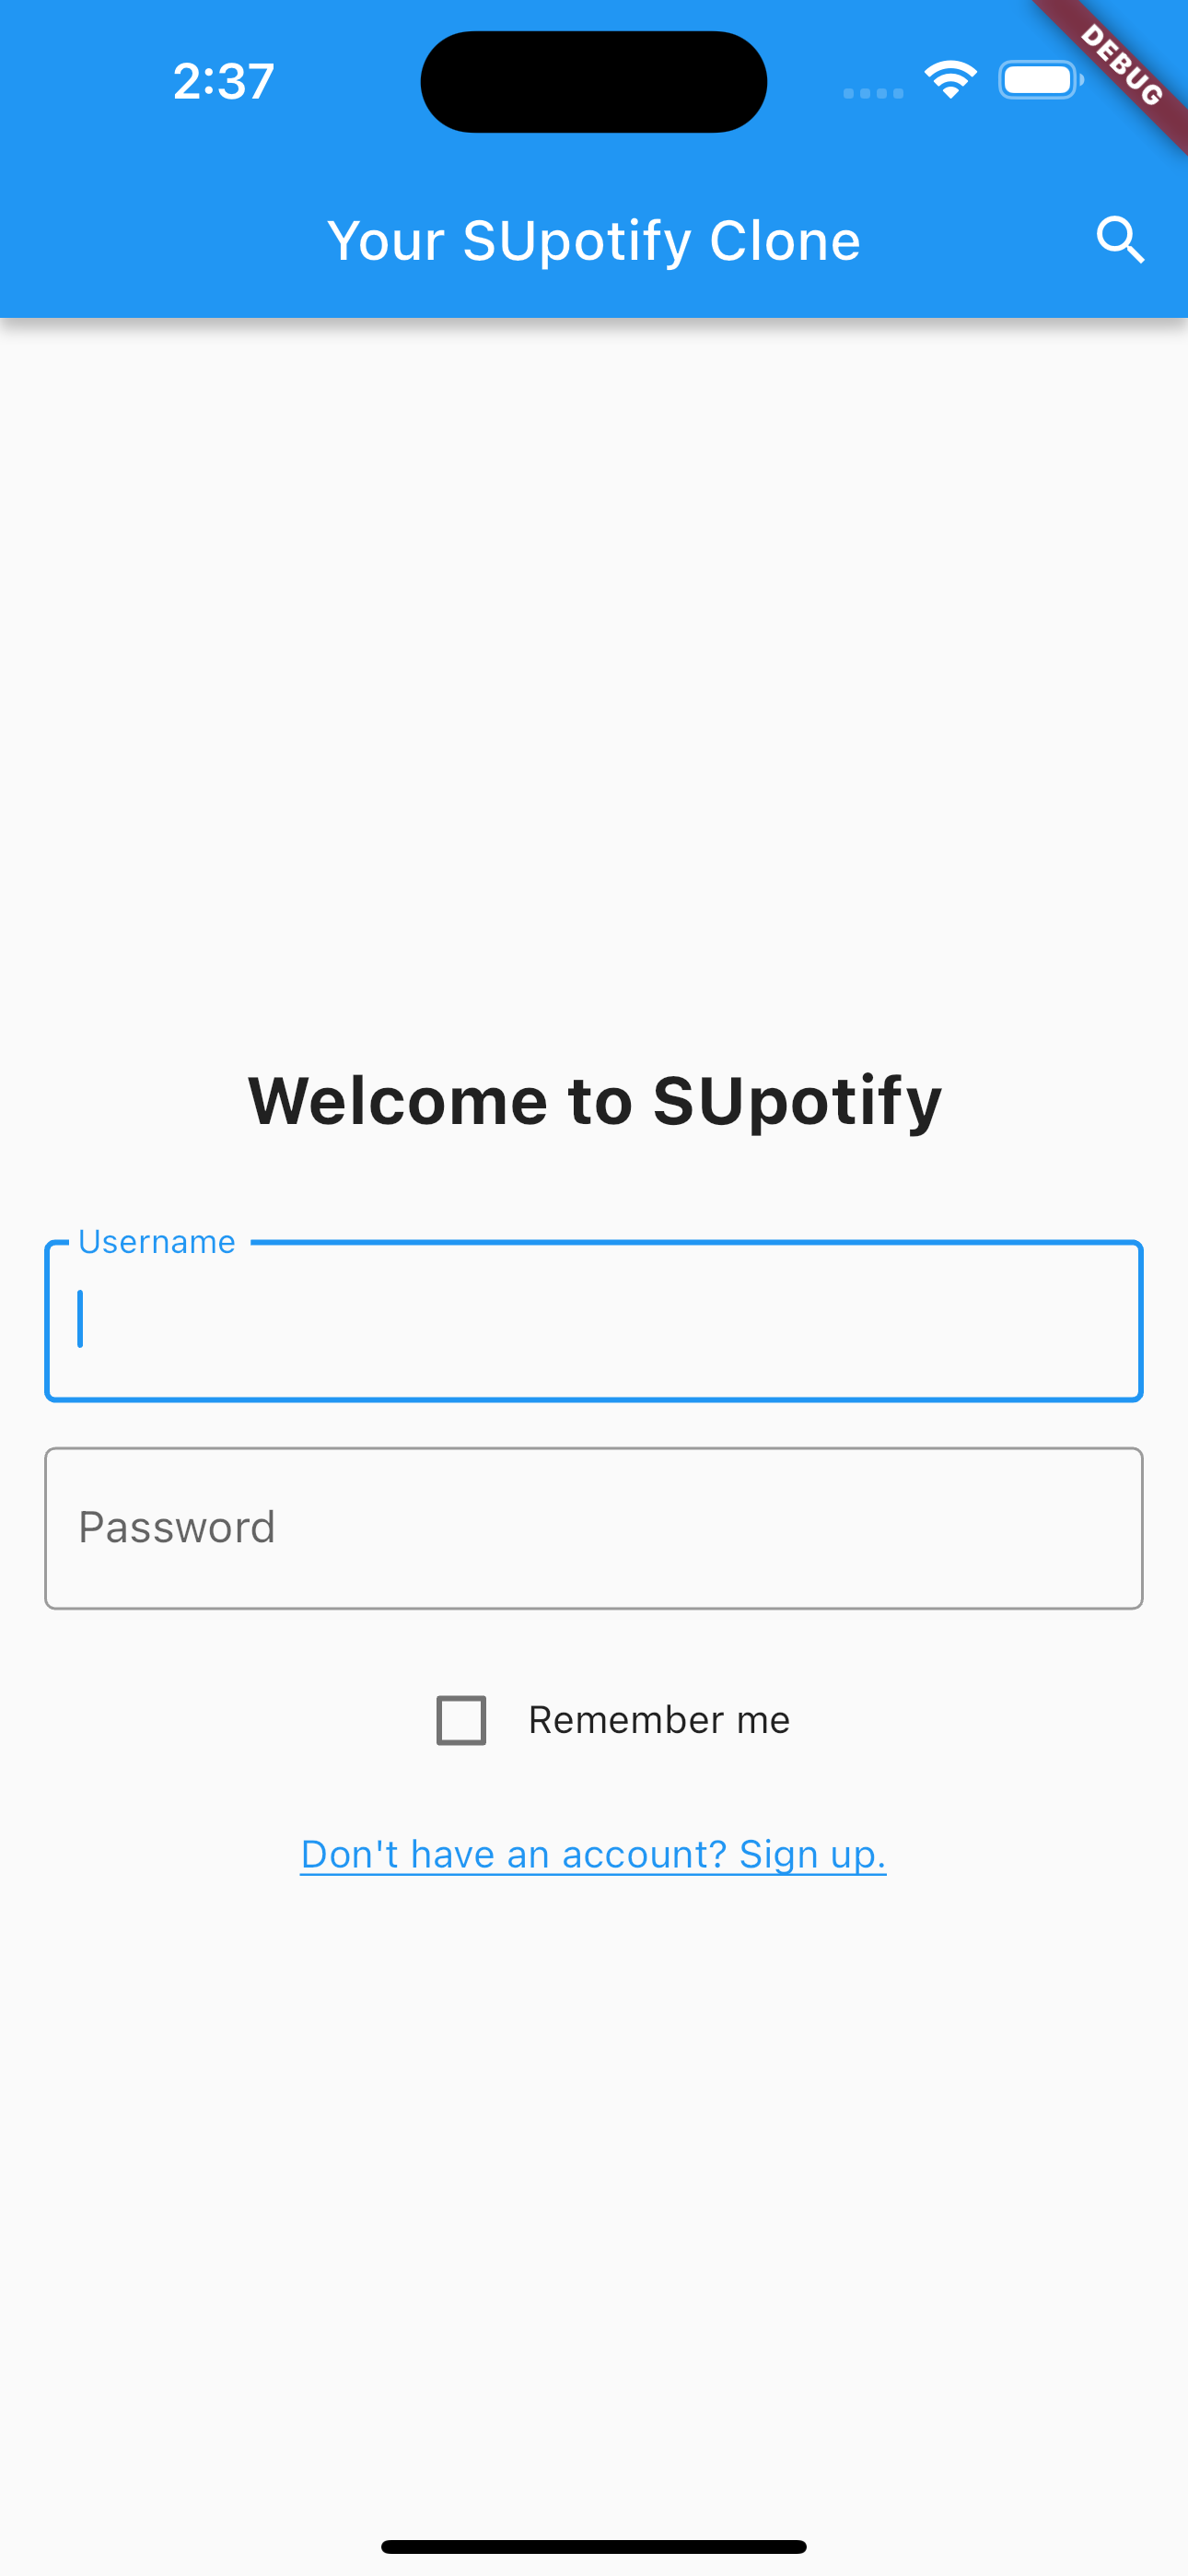 2:37
DEBUG
Your SUpotify Clone
Welcome to SUpotify
Username
Password
Remember me
Don't have an account? Sign up.